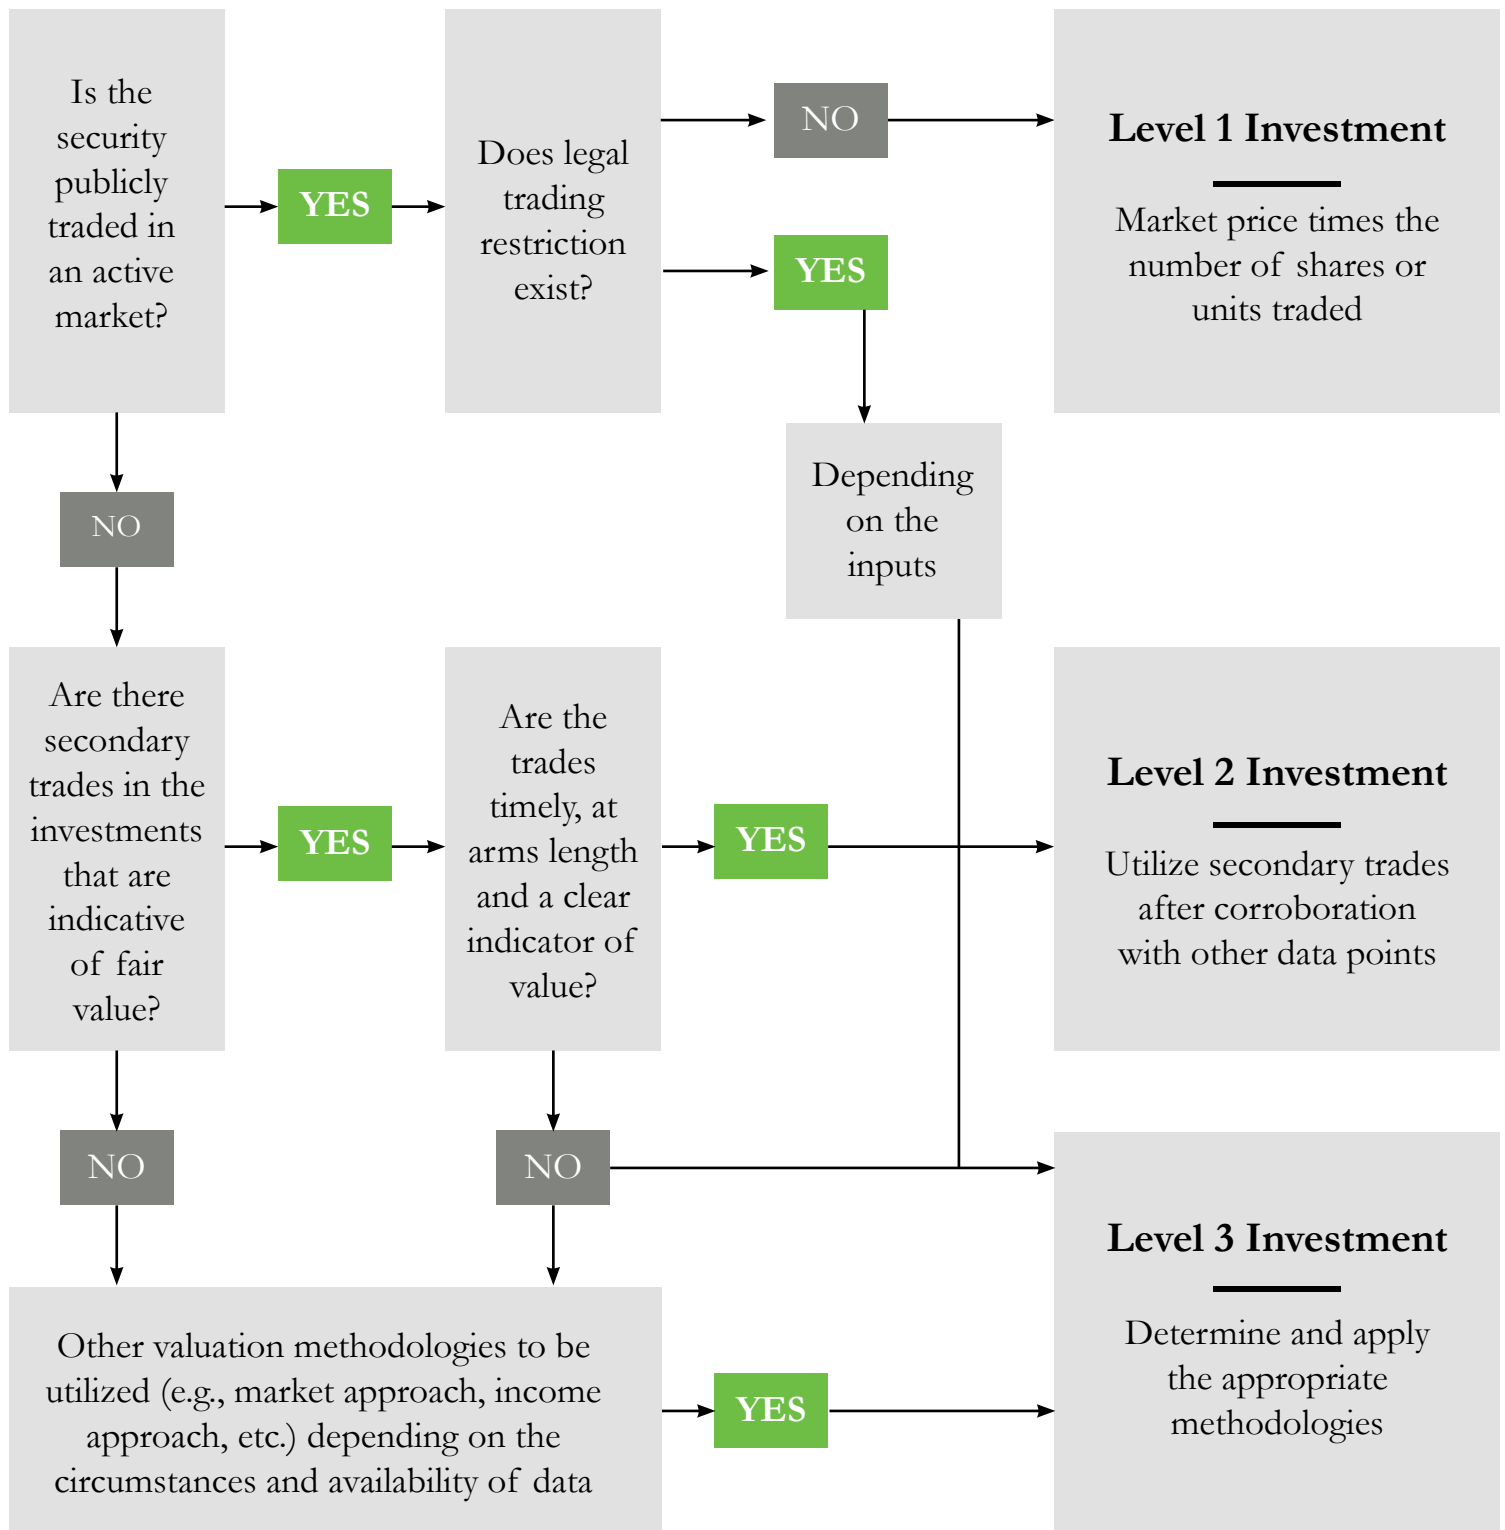 Is the
security
publicly
traded in
an active
market?
YES
Does legal
trading
restriction
exist?
NO
YES
Level 1 Investment
Market price times the
number of shares or
units traded
NO
Depending
on the
inputs
Are there
secondary
trades in the
investments
that are
indicative
of fair
value?
YES
Are the
trades
timely, at
arms length
and a clear
indicator of
value?
YES
Level 2 Investment
Utilize secondary trades
after corroboration
with other data points
NO
NO
Level 3 Investment
Determine and apply
the appropriate
methodologies
Other valuation methodologies to be
utilized (e.g., market approach, income
approach, etc.) depending on the
circumstances and availability of data
YES